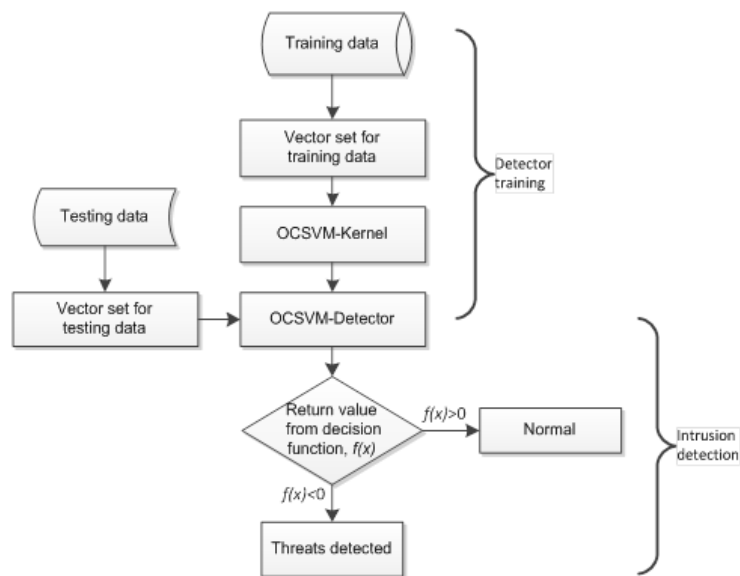 Training data
Vector set for
training data
Detector
training
Testing data
OCSVM-Kernel
Vector set for
testing data
OCSVM-Detector
Return value
from decision
function, f(x)
f(x)>0
Normal
Intrusion
detection
f(x)<0
Threats detected